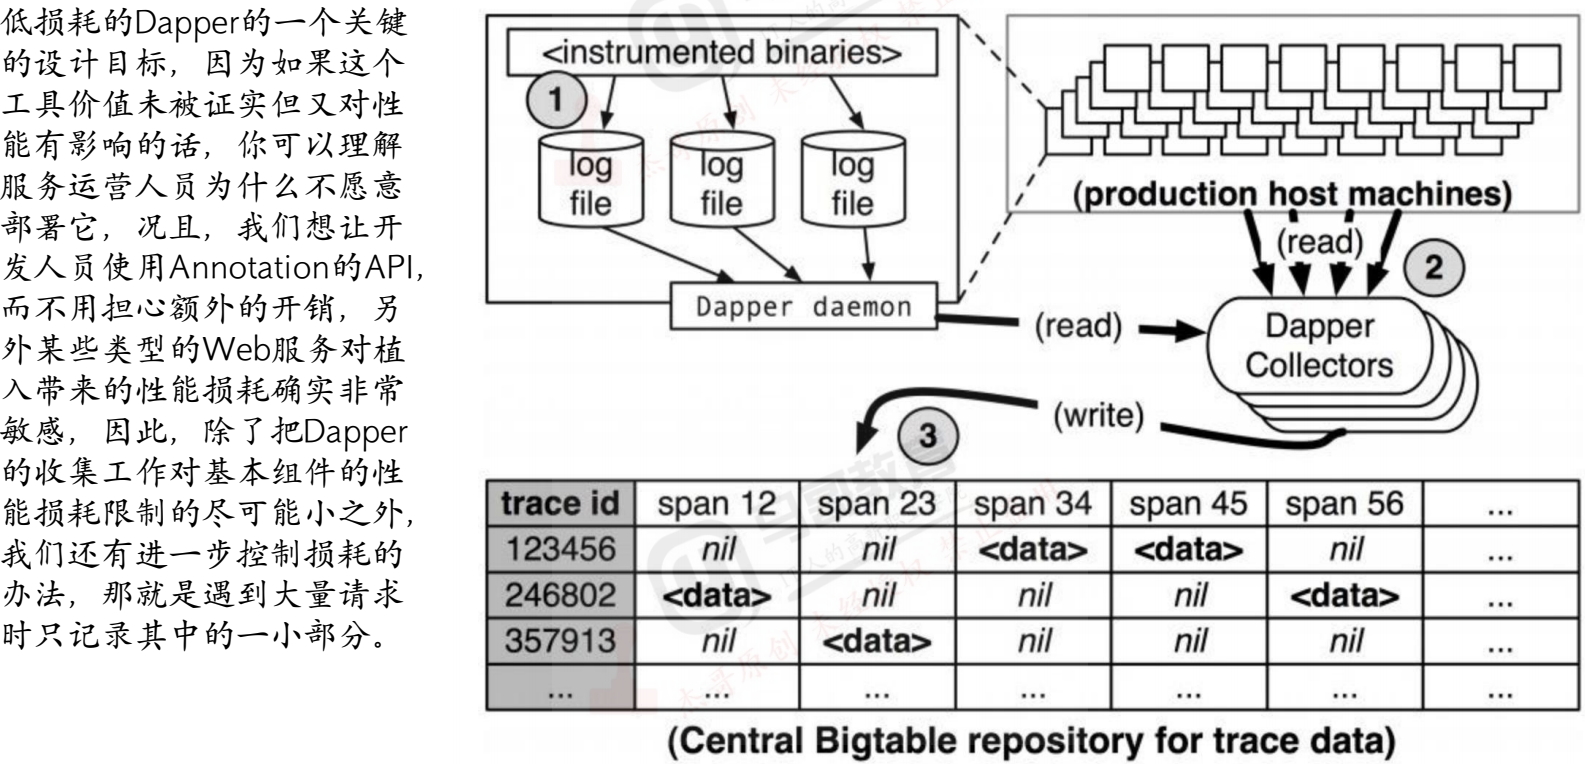 低损耗的Dapper的一个关键
的设计目标，因为如果这个
工具价值未被证实但又对性
能有影响的话，你可以理解
服务运营人员为什么不愿意
部署它，况且，我们想让开
发人员使用Annotation的API，
而不用担心额外的开销，另
外某些类型的Web服务对植
入带来的性能损耗确实非常
敏感，因此，除了把Dapper
的收集工作对基本组件的性
能损耗限制的尽可能小之外，
我们还有进一步控制损耗的
办法，那就是遇到大量请求
时只记录其中的一小部分。
<instrumented binaries>
1
log file
log file
log file
Dapper daemon
(production host machines)
(read)
2
(read)
Dapper
Collectors
(write)
3
trace id span 12 span 23 span 34 span 45 span 56 ...
123456 nil nil <data> <data> nil ...
246802 <data> nil nil nil <data> ...
357913 nil <data> nil nil nil ...
... ... ... ... ... ... ...
(Central Bigtable repository for trace data)